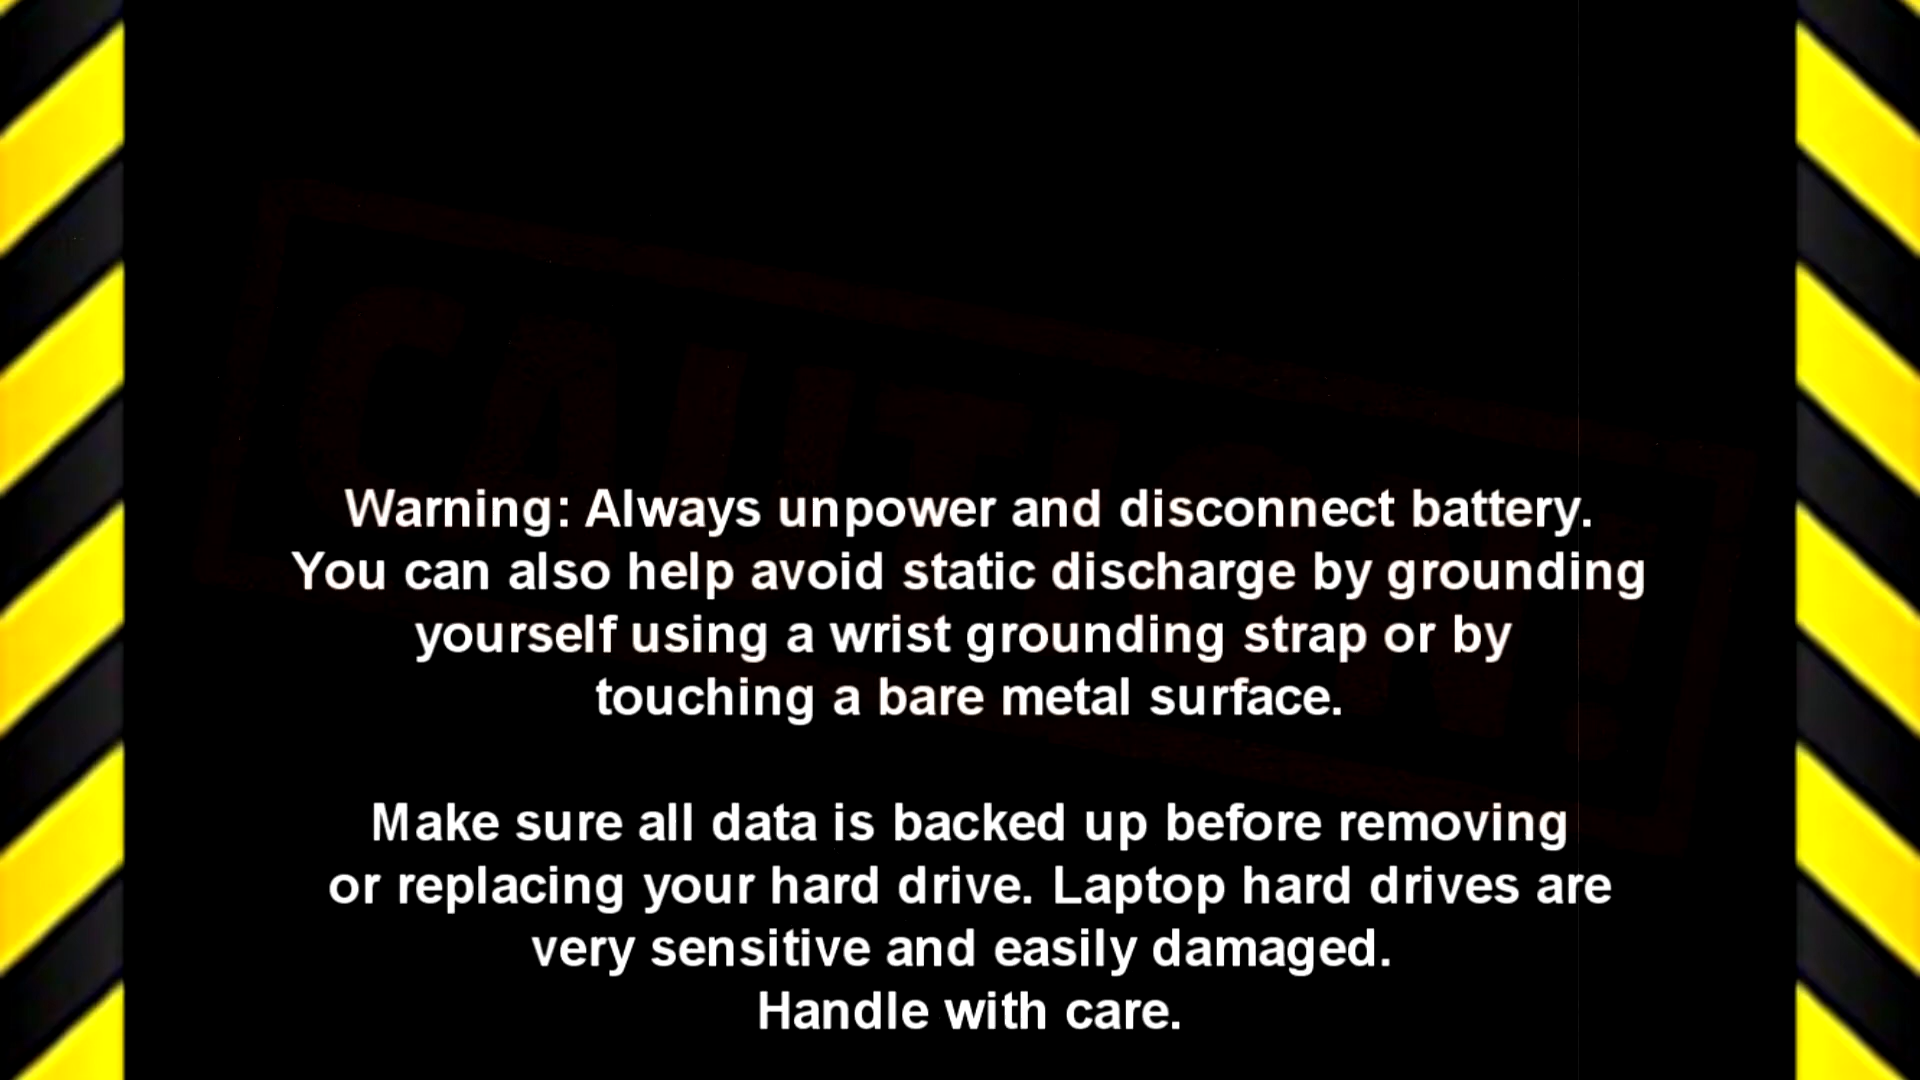 CAUTION!
Warning: Always unpower and disconnect battery.
You can also help avoid static discharge by grounding
yourself using a wrist grounding strap or by
touching a bare metal surface.
Make sure all data is backed up before removing
or replacing your hard drive. Laptop hard drives are
very sensitive and easily damaged.
Handle with care.